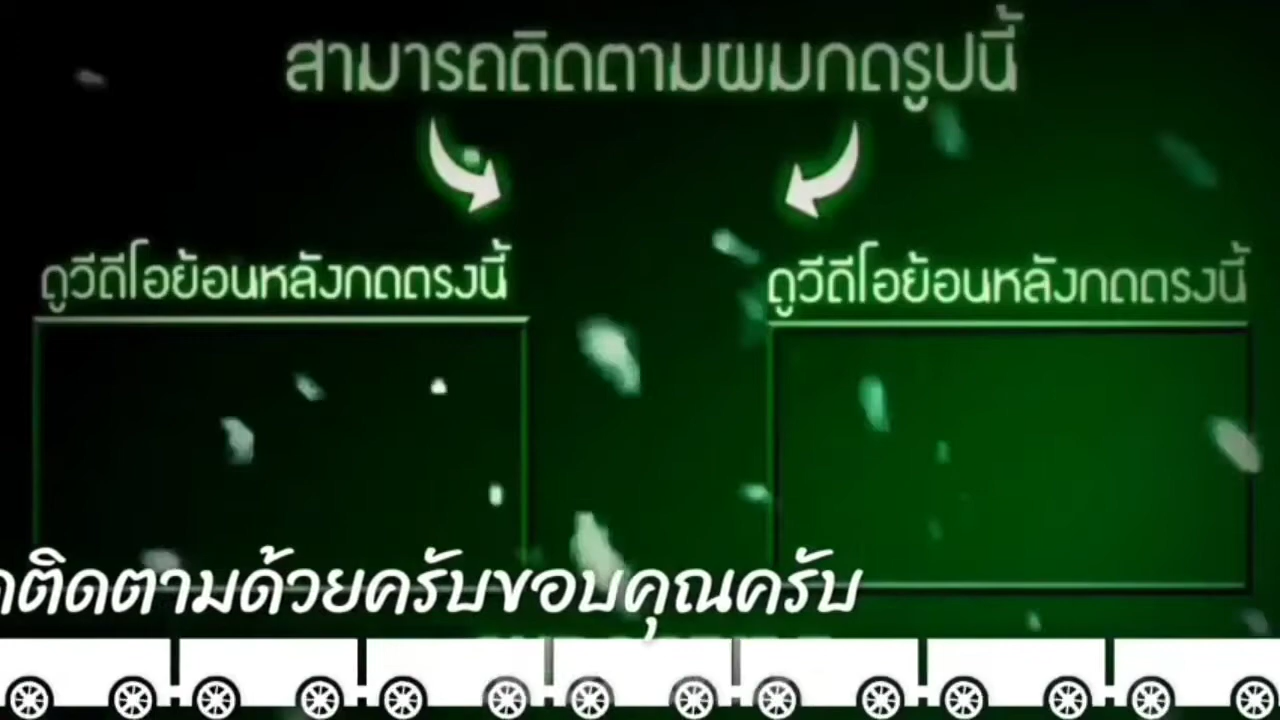 สามารถติดตามผมกดรูปนี้
ดูวีดีโอย้อนหลังกดตรงนี้
ดูวีดีโอย้อนหลังกดตรงนี้
ติดตามด้วยครับขอบคุณครับ